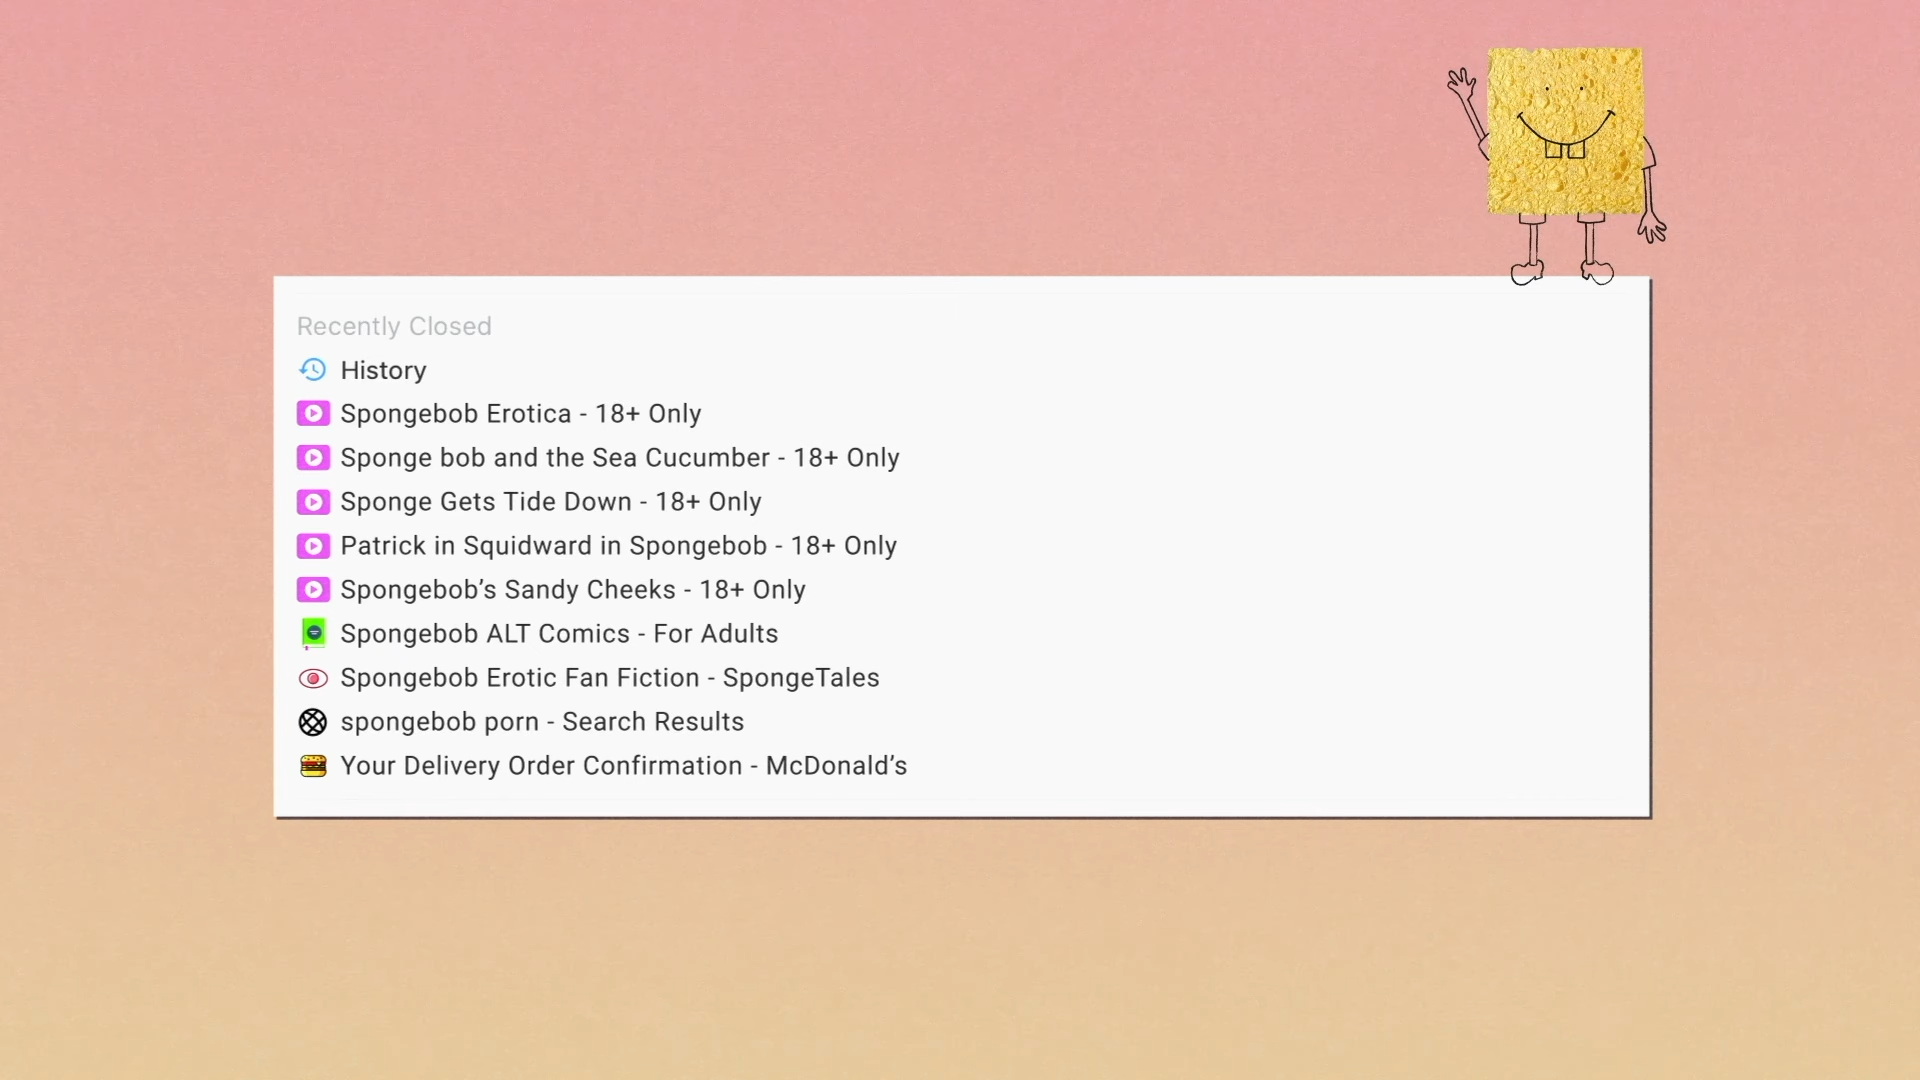 Recently Closed
History
Spongebob Erotica - 18+ Only
Sponge bob and the Sea Cucumber - 18+ Only
Sponge Gets Tide Down - 18+ Only
Patrick in Squidward in Spongebob - 18+ Only
Spongebob’s Sandy Cheeks - 18+ Only
Spongebob ALT Comics - For Adults
Spongebob Erotic Fan Fiction - SpongeTales
spongebob porn - Search Results
Your Delivery Order Confirmation - McDonald’s